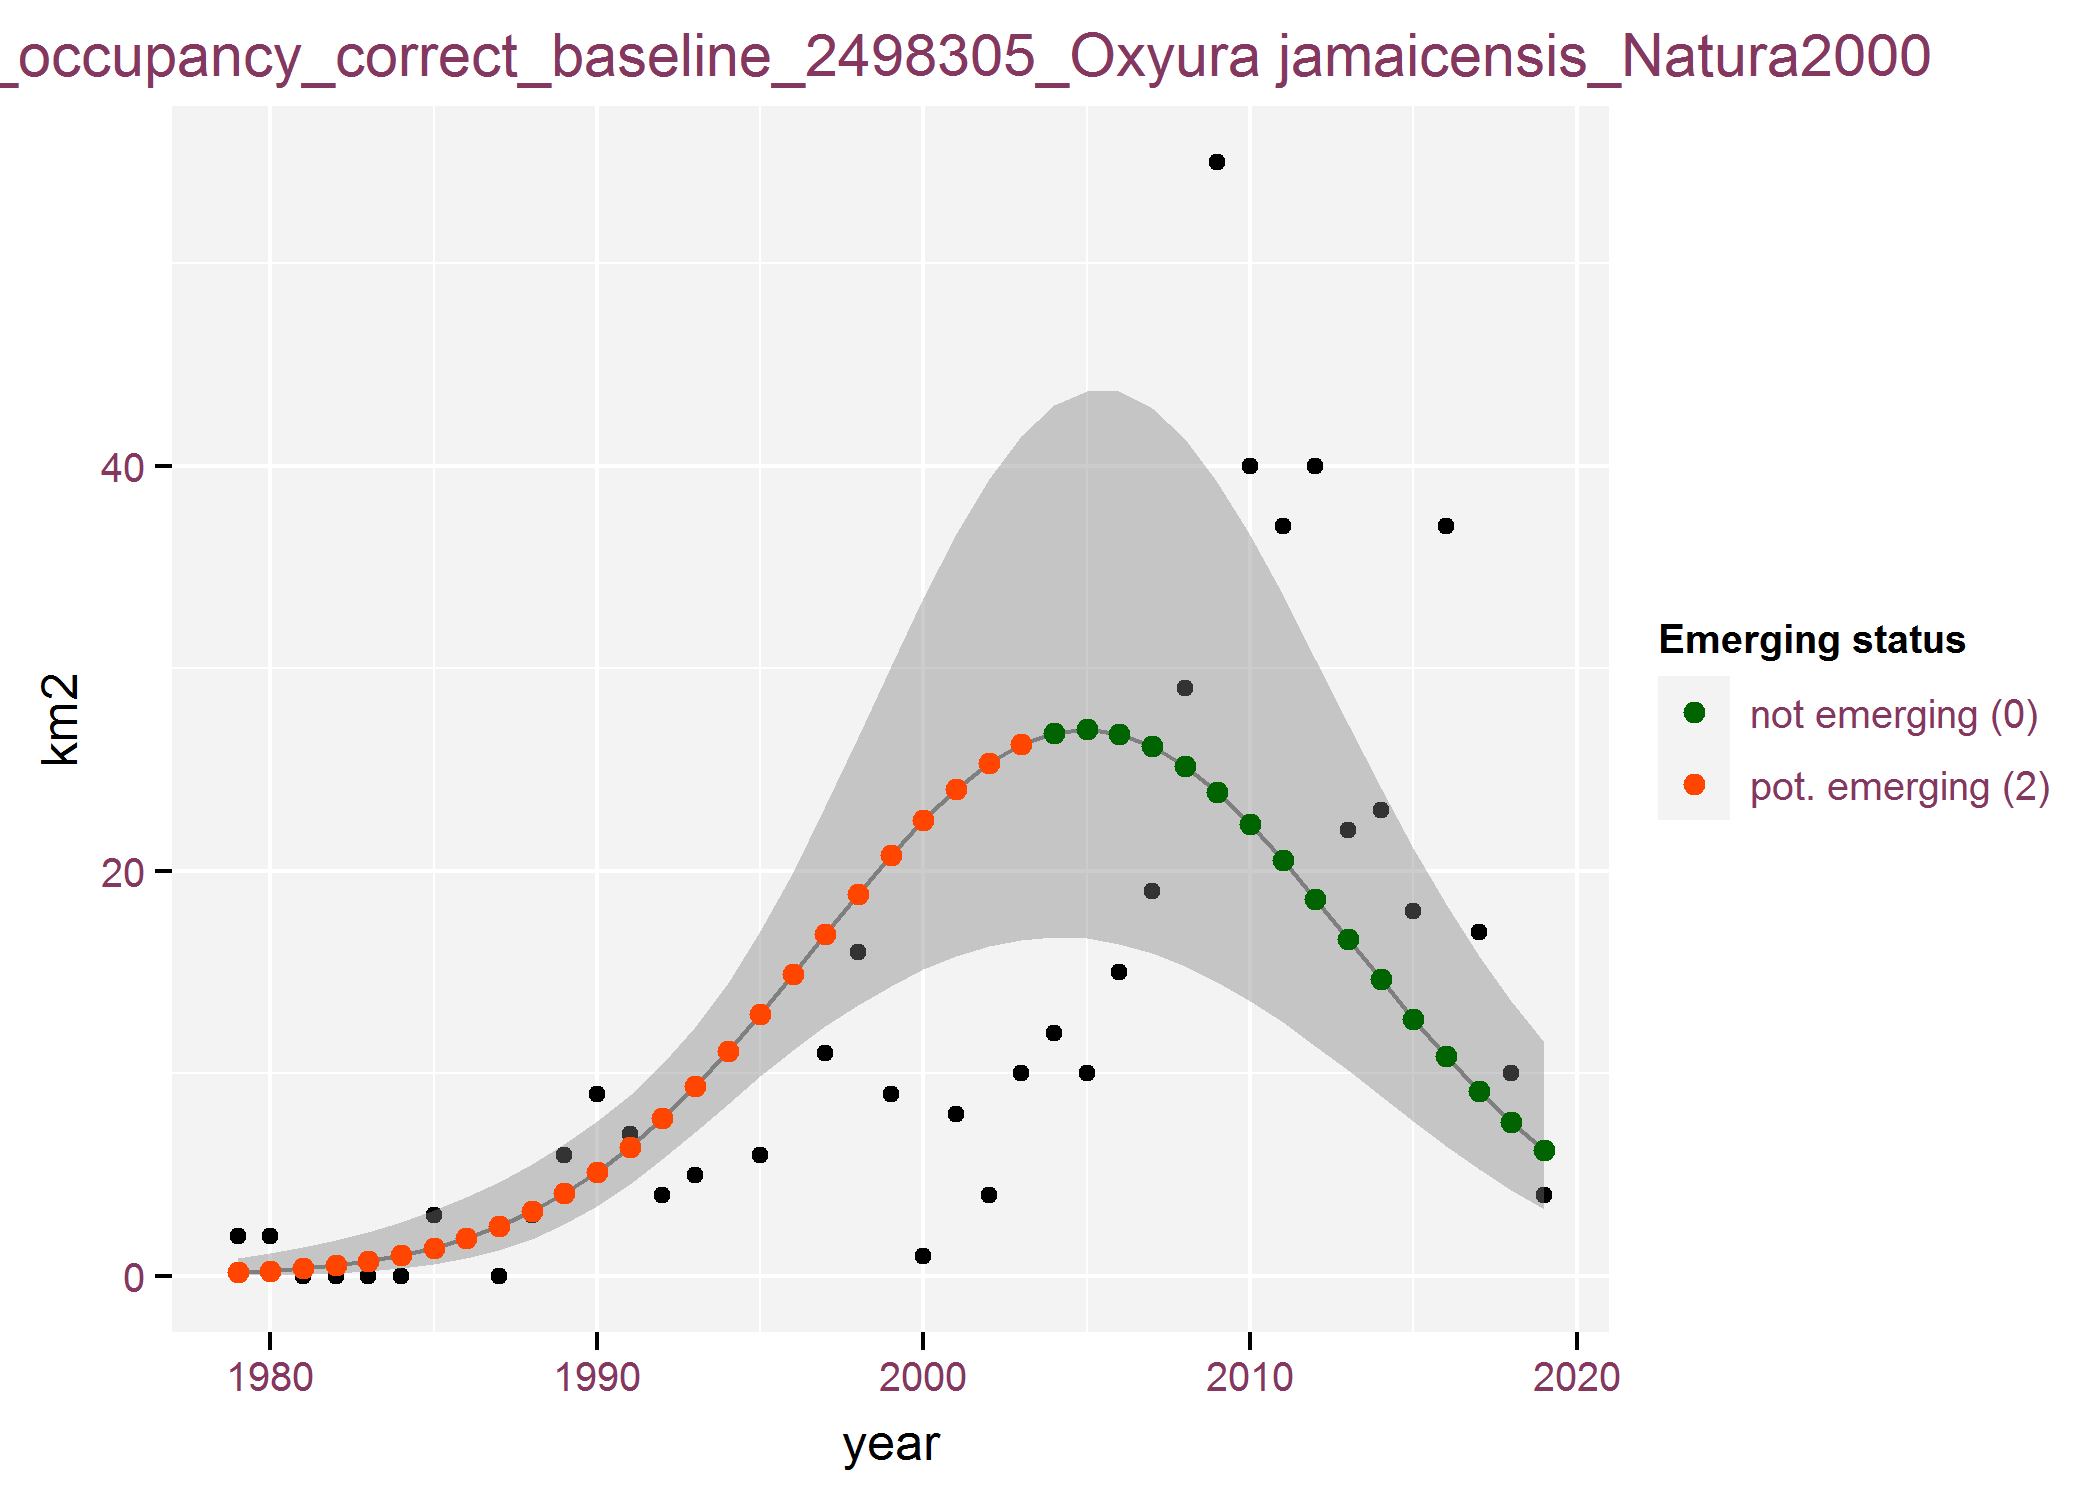 _occupancy_correct_baseline_2498305_Oxyura jamaicensis_Natura2000
km2
40
20
0
1980 1990 2000 2010 2020
year
Emerging status
not emerging (0)
pot. emerging (2)